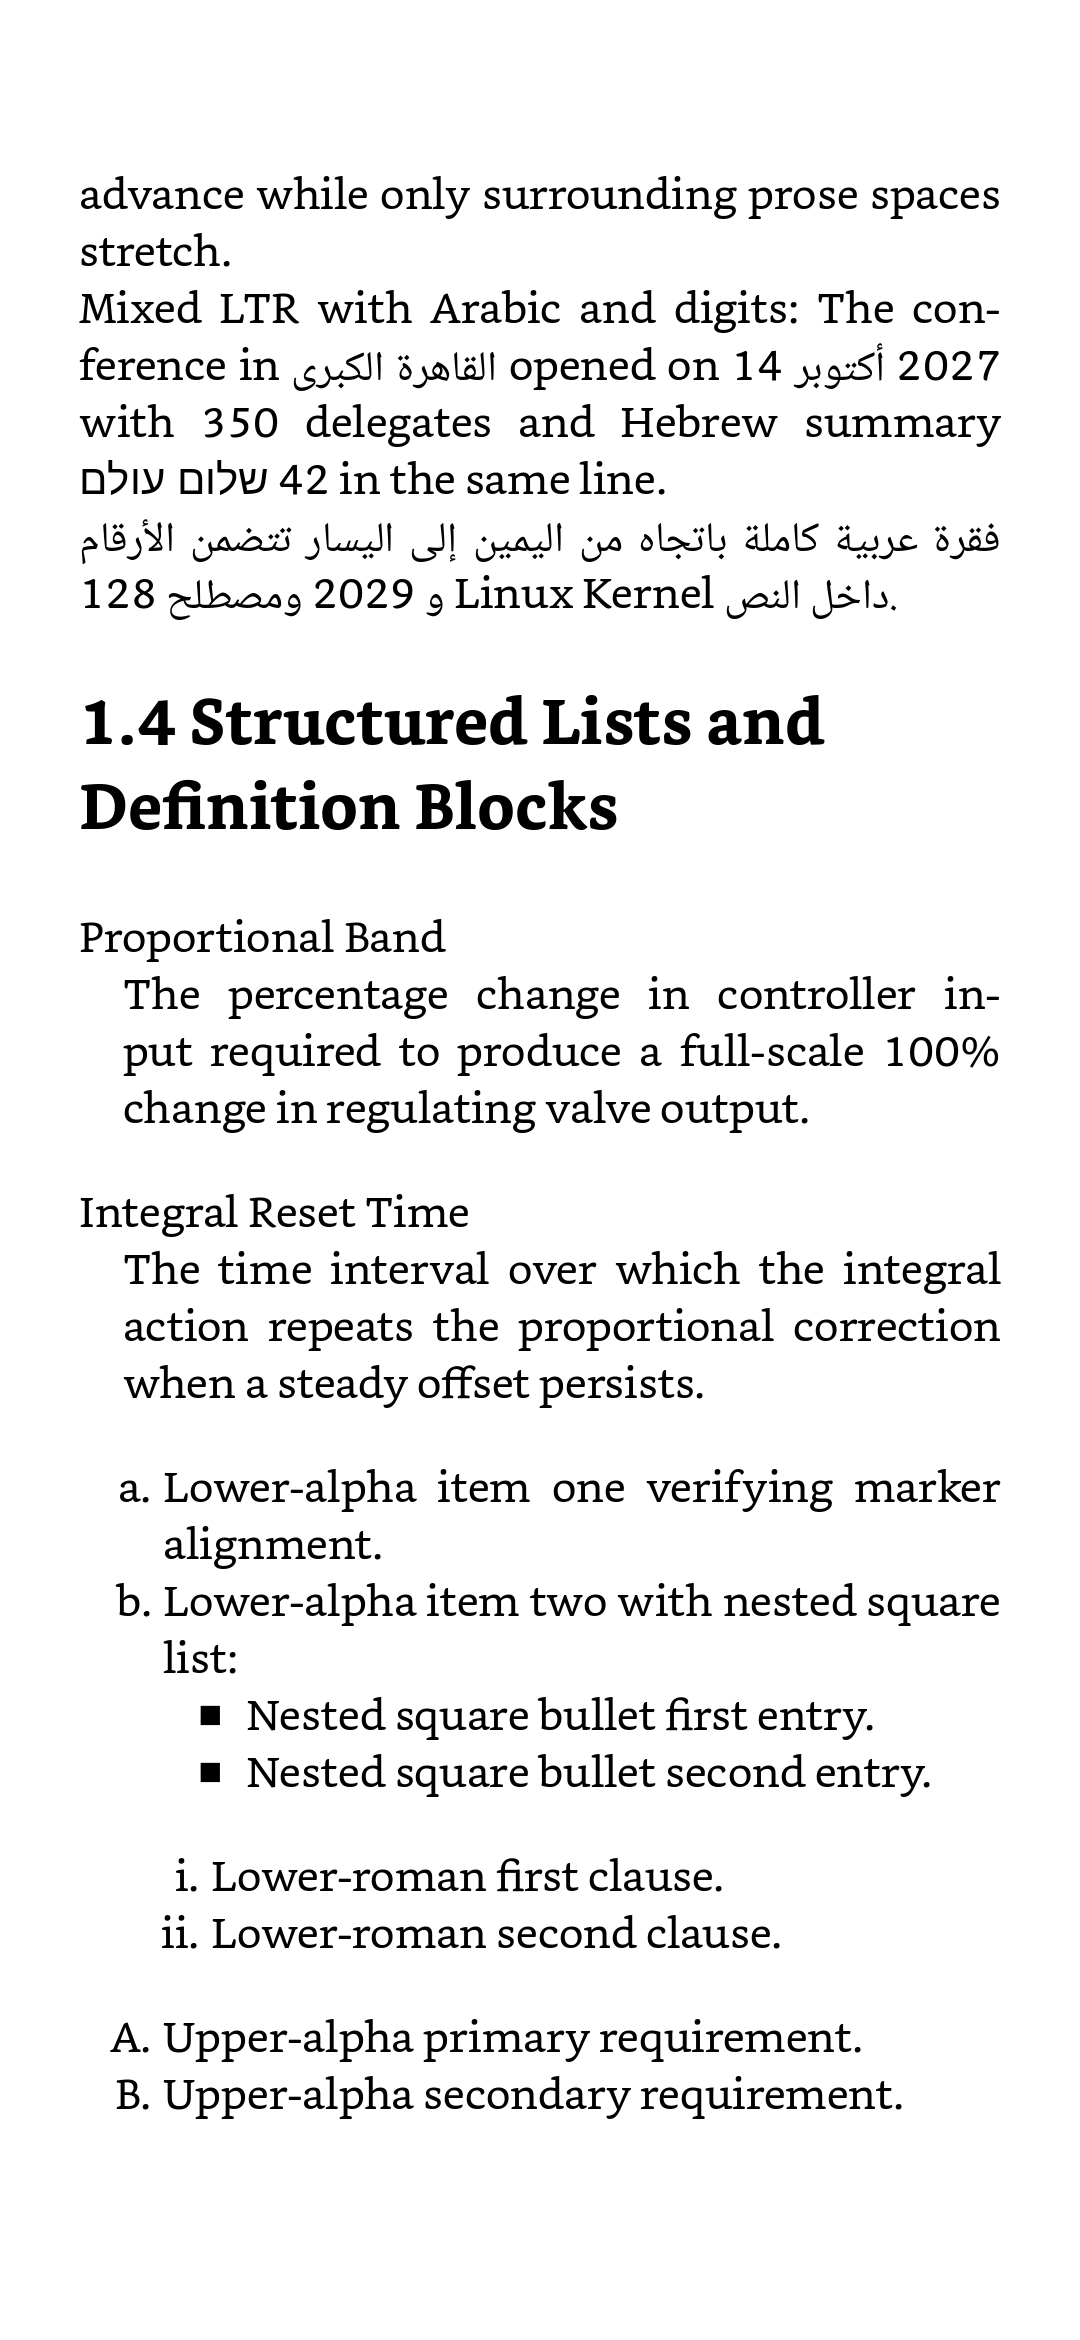 advance while only surrounding prose spaces
stretch.
Mixed LTR with Arabic and digits: The con-
ference in القاهرة الكبرى opened on 14 أكتوبر 2027
with 350 delegates and Hebrew summary
שלום עולם 42 in the same line.
فقرة عربية كاملة باتجاه من اليمين إلى اليسار تتضمن الأرقام
128 و 2029 ومصطلح Linux Kernel داخل النص.
1.4 Structured Lists and
Definition Blocks
Proportional Band
The percentage change in controller in-
put required to produce a full-scale 100%
change in regulating valve output.
Integral Reset Time
The time interval over which the integral
action repeats the proportional correction
when a steady offset persists.
a. Lower-alpha item one verifying marker
alignment.
b. Lower-alpha item two with nested square
list:
■ Nested square bullet first entry.
■ Nested square bullet second entry.
i. Lower-roman first clause.
ii. Lower-roman second clause.
A. Upper-alpha primary requirement.
B. Upper-alpha secondary requirement.